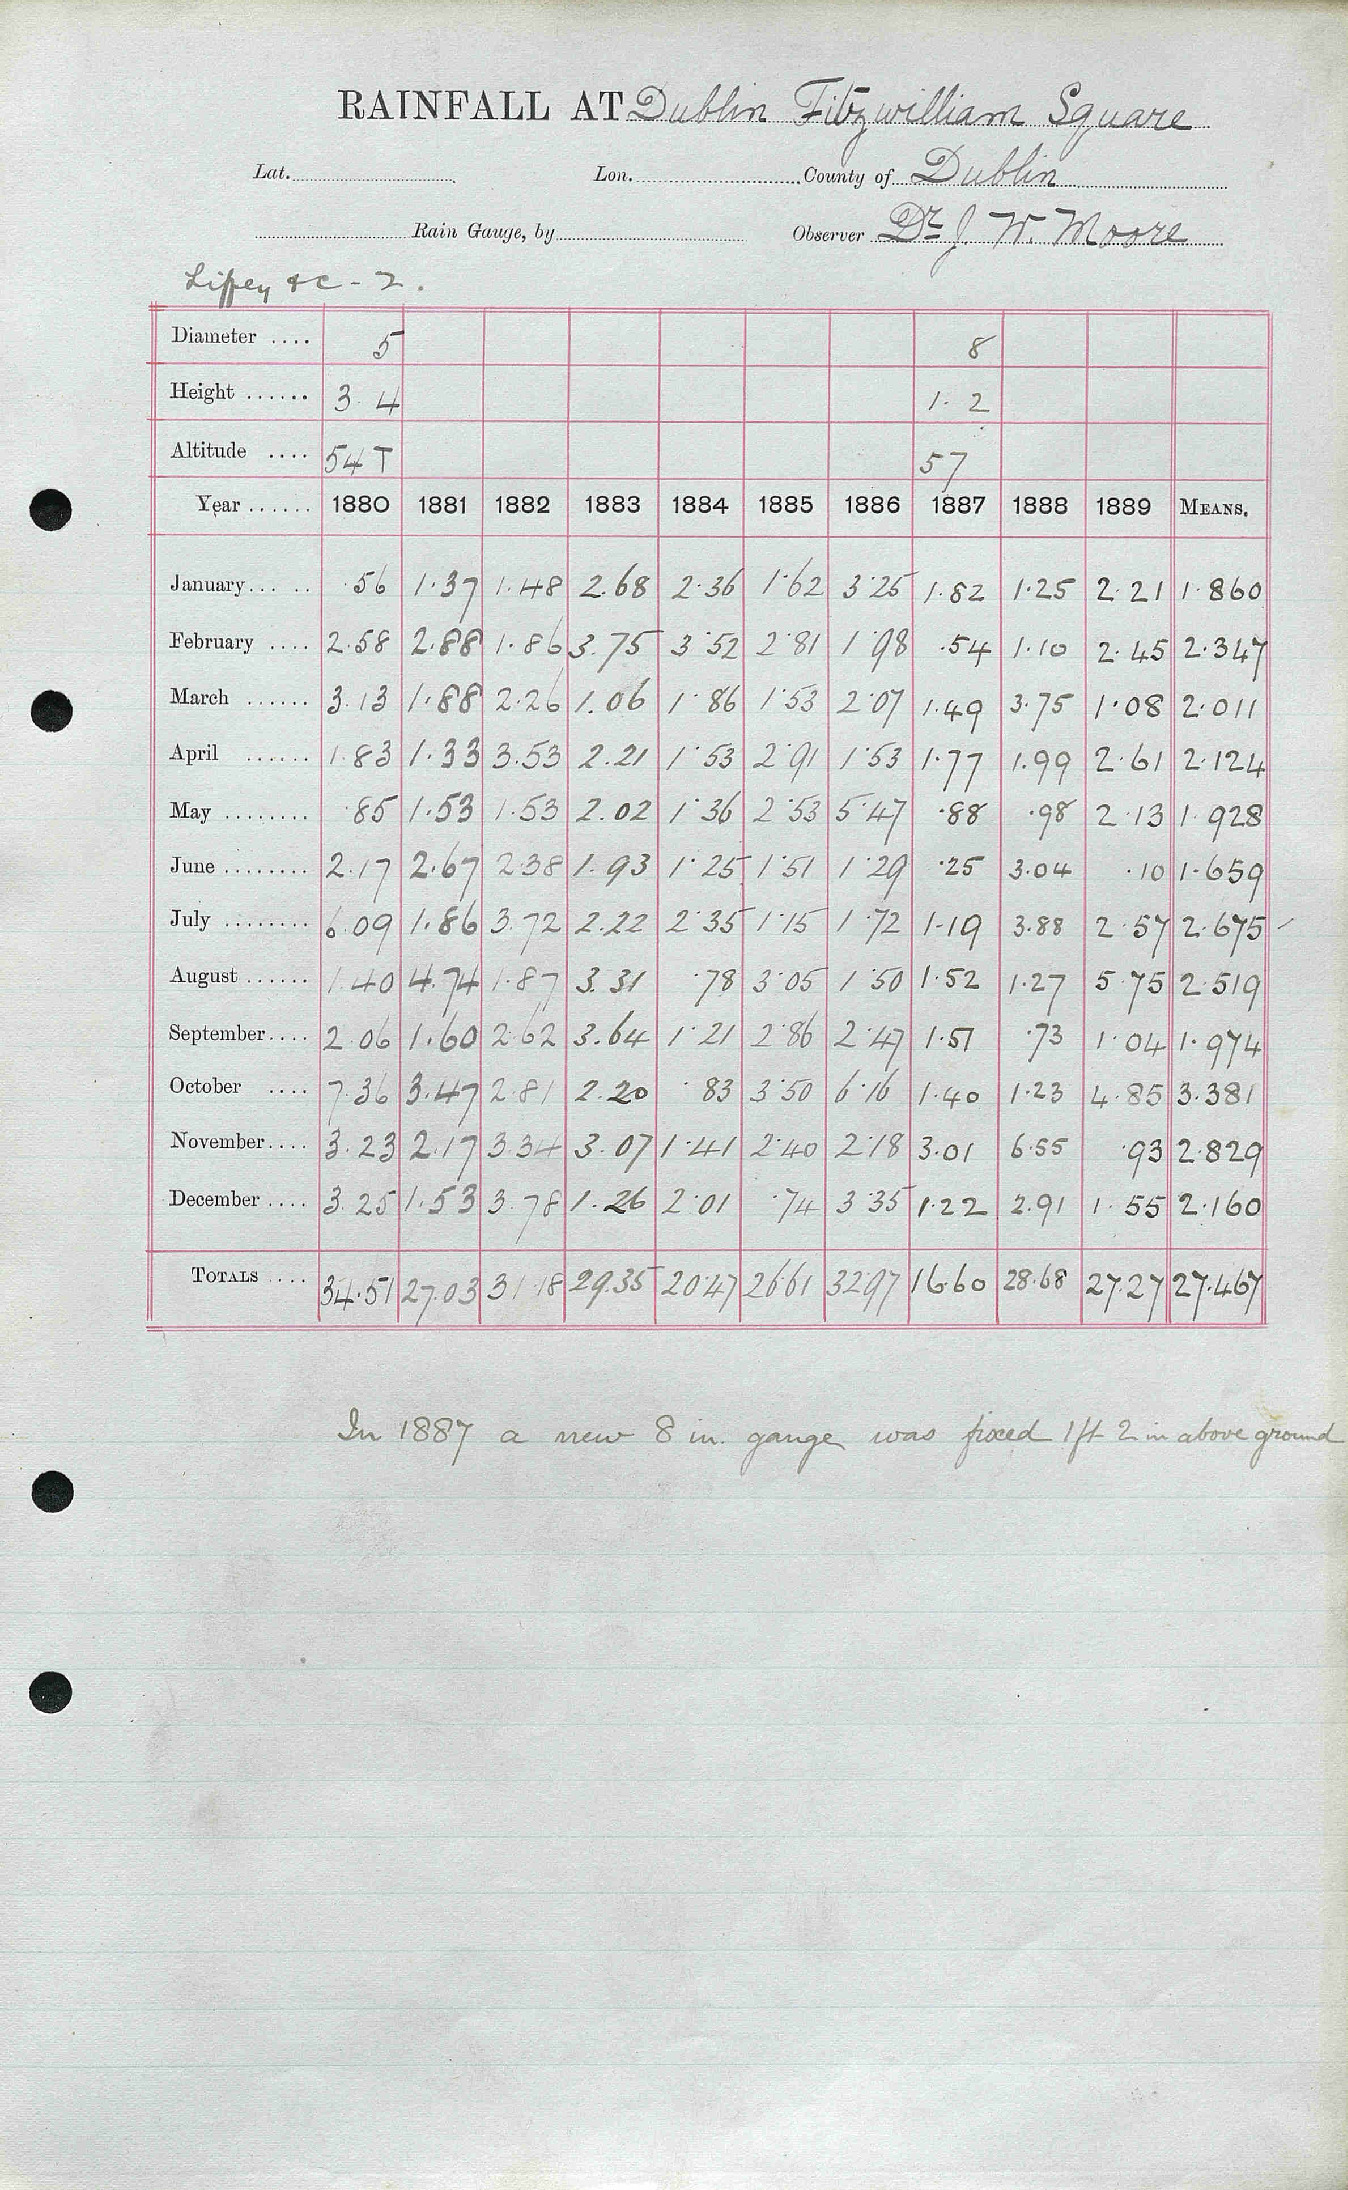 RAINFALL AT Dublin Fitzwilliam Square
Lat. Lon. County of Dublin
Rain Gauge, by Observer Dr J. W. Moore
Liffey &c - 2.
Diameter .... 5 8
Height ...... 3 4 1. 2
Altitude .... 54 T 57
Year ...... 1880 1881 1882 1883 1884 1885 1886 1887 1888 1889 MEANS.
January...... .56 1.37 1.48 2.68 2.36 1.62 3.25 1.82 1.25 2.21 1.860
February .... 2.58 2.88 1.86 3.75 3.52 2.81 1.98 .54 1.10 2.45 2.347
March ...... 3.13 1.88 2.26 1.06 1.86 1.53 2.07 1.49 3.75 1.08 2.011
April ...... 1.83 1.33 3.53 2.21 1.53 2.91 1.53 1.77 1.99 2.61 2.124
May ........ .85 1.53 1.53 2.02 1.36 2.53 5.47 .88 .98 2.13 1.928
June ........ 2.17 2.67 2.38 1.93 1.25 1.51 1.29 .25 3.04 .10 1.659
July ........ 6.09 1.86 3.72 2.22 2.35 1.15 1.72 1.19 3.88 2.57 2.675
August ...... 1.40 4.74 1.87 3.31 .78 3.05 1.50 1.52 1.27 5.75 2.519
September.... 2.06 1.60 2.62 3.64 1.21 2.86 2.47 1.51 .73 1.04 1.974
October .... 7.36 3.47 2.81 2.20 .83 3.50 6.16 1.40 1.23 4.85 3.381
November.... 3.23 2.17 3.34 3.07 1.41 2.40 2.18 3.01 6.55 .93 2.829
December .... 3.25 1.53 3.78 1.26 2.01 .74 3.35 1.22 2.91 1.55 2.160
TOTALS .... 34.51 27.03 31.18 29.35 20.47 26.61 32.97 16.60 28.68 27.27 27.467
In 1887 a new 8 in. gauge was fixed 1ft 2 in above ground